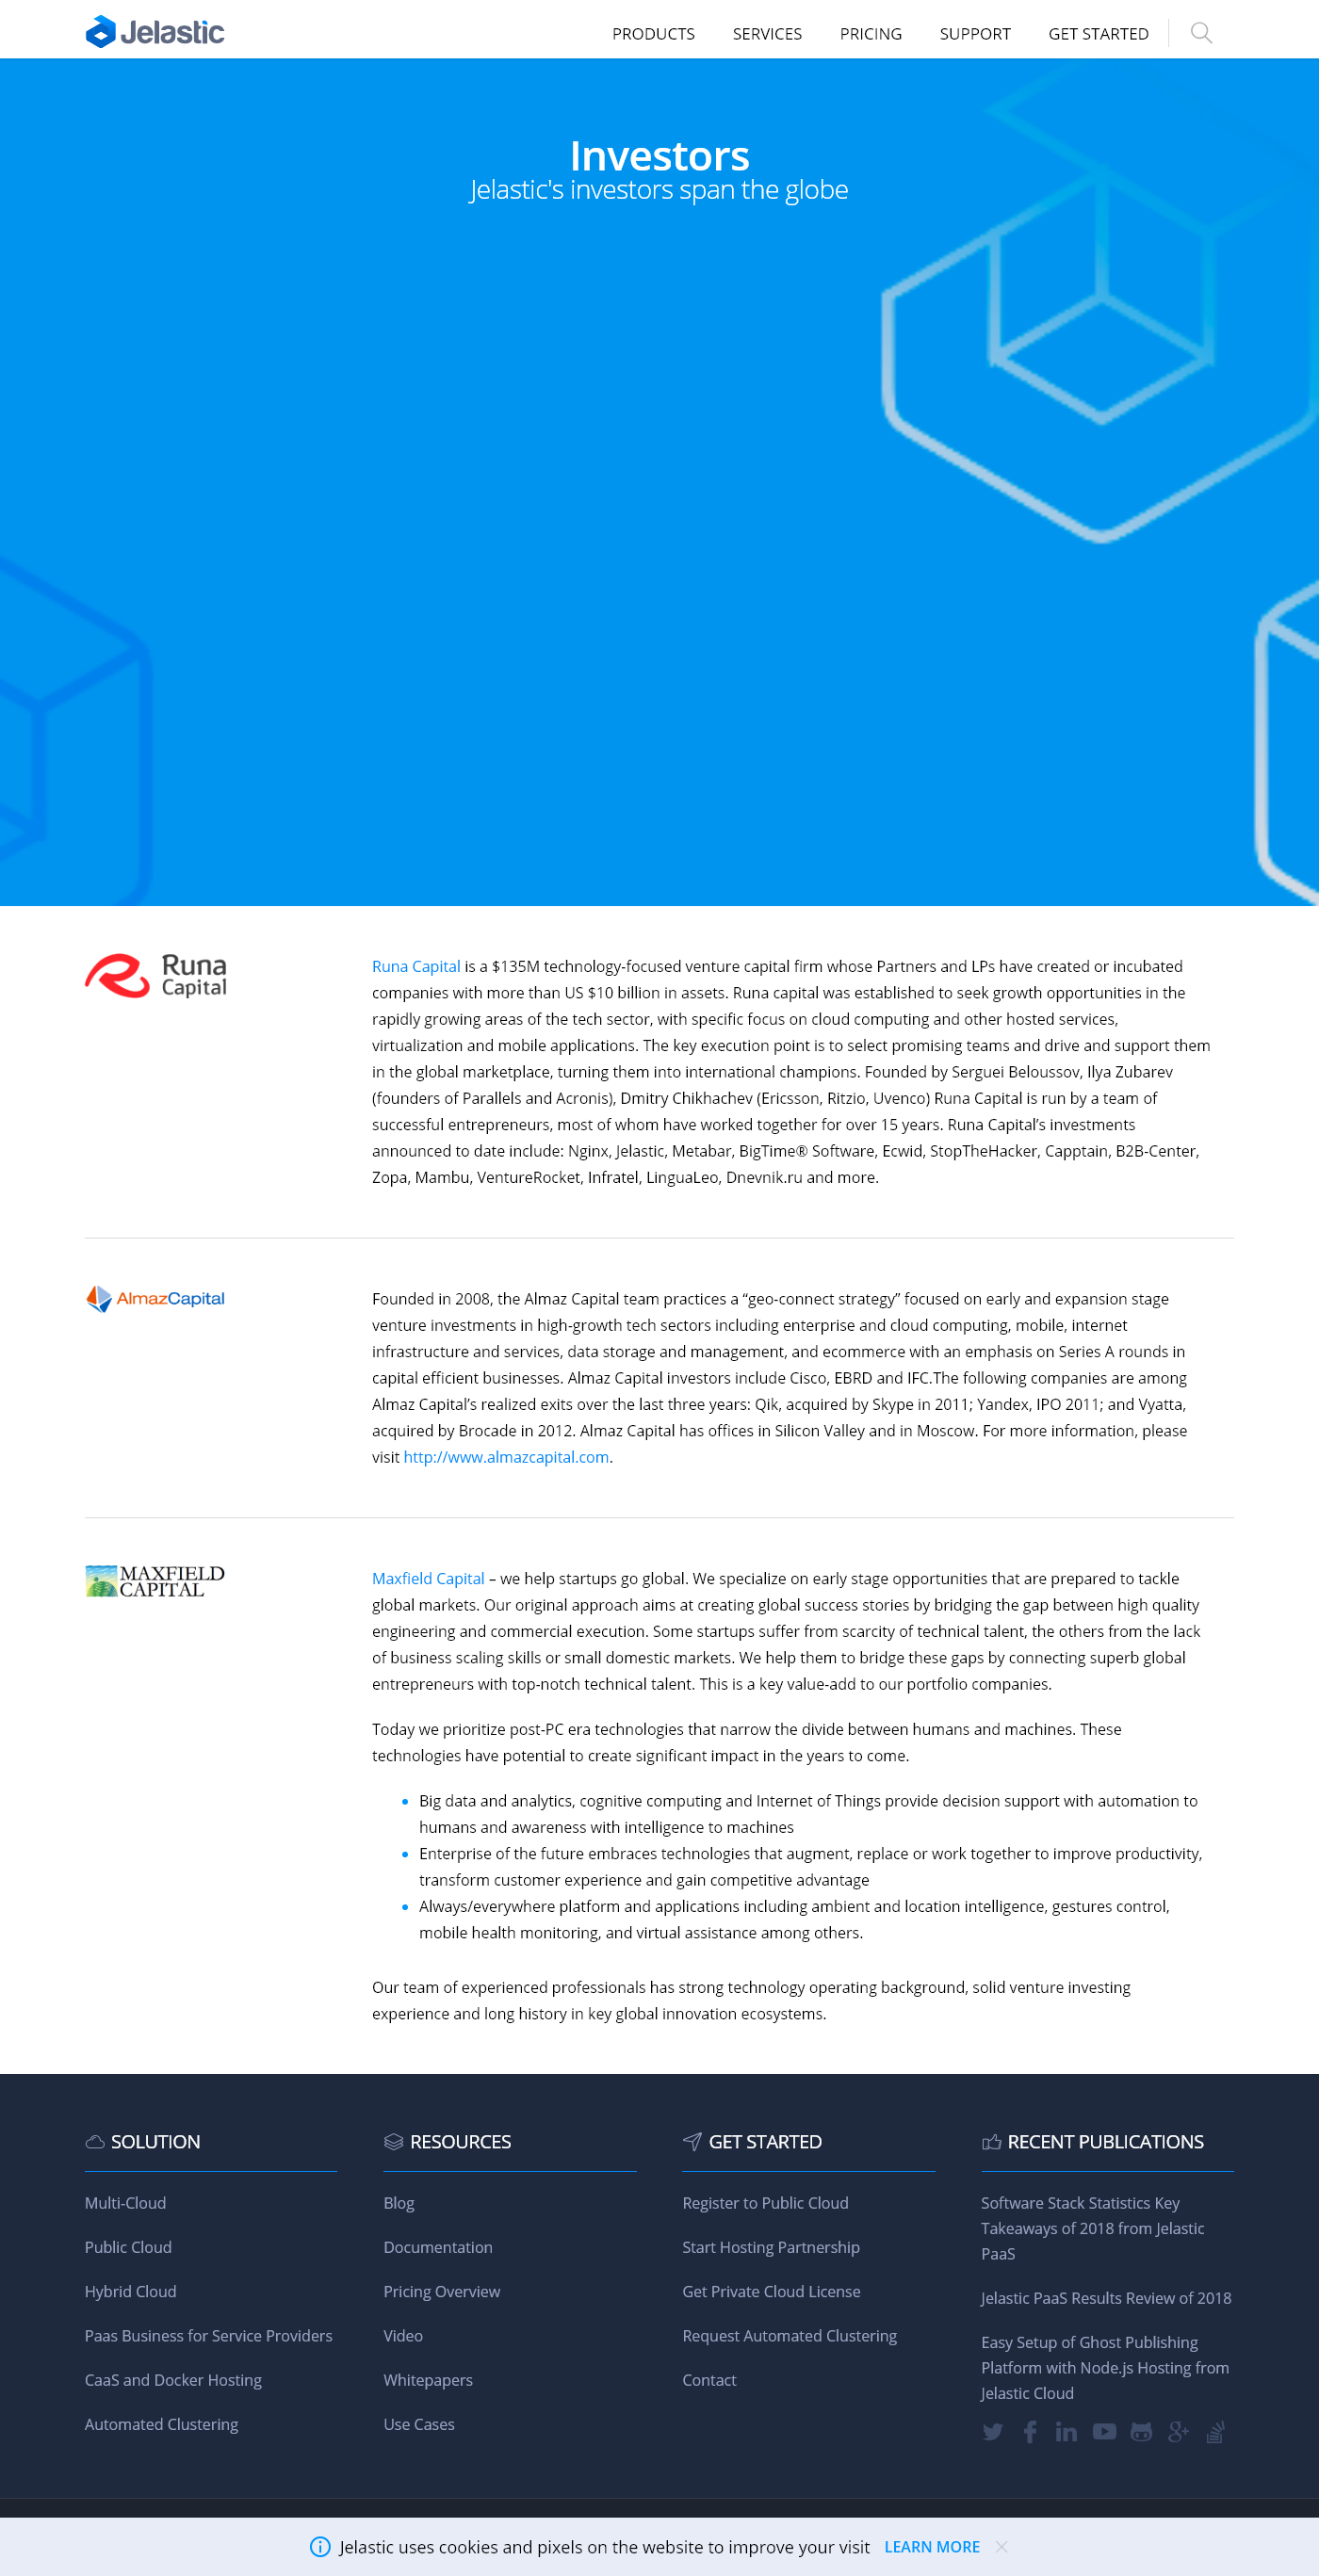 Jelastic
PRODUCTS SERVICES PRICING SUPPORT GET STARTED
Investors
Jelastic's investors span the globe
Runa
Capital
Runa Capital is a $135M technology-focused venture capital firm whose Partners and LPs have created or incubated
companies with more than US $10 billion in assets. Runa capital was established to seek growth opportunities in the
rapidly growing areas of the tech sector, with specific focus on cloud computing and other hosted services,
virtualization and mobile applications. The key execution point is to select promising teams and drive and support them
in the global marketplace, turning them into international champions. Founded by Serguei Beloussov, Ilya Zubarev
(founders of Parallels and Acronis), Dmitry Chikhachev (Ericsson, Ritzio, Uvenco) Runa Capital is run by a team of
successful entrepreneurs, most of whom have worked together for over 15 years. Runa Capital’s investments
announced to date include: Nginx, Jelastic, Metabar, BigTime® Software, Ecwid, StopTheHacker, Capptain, B2B-Center,
Zopa, Mambu, VentureRocket, Infratel, LinguaLeo, Dnevnik.ru and more.
AlmazCapital
Founded in 2008, the Almaz Capital team practices a “geo-connect strategy” focused on early and expansion stage
venture investments in high-growth tech sectors including enterprise and cloud computing, mobile, internet
infrastructure and services, data storage and management, and ecommerce with an emphasis on Series A rounds in
capital efficient businesses. Almaz Capital investors include Cisco, EBRD and IFC.The following companies are among
Almaz Capital’s realized exits over the last three years: Qik, acquired by Skype in 2011; Yandex, IPO 2011; and Vyatta,
acquired by Brocade in 2012. Almaz Capital has offices in Silicon Valley and in Moscow. For more information, please
visit http://www.almazcapital.com.
MAXFIELD
CAPITAL
Maxfield Capital – we help startups go global. We specialize on early stage opportunities that are prepared to tackle
global markets. Our original approach aims at creating global success stories by bridging the gap between high quality
engineering and commercial execution. Some startups suffer from scarcity of technical talent, the others from the lack
of business scaling skills or small domestic markets. We help them to bridge these gaps by connecting superb global
entrepreneurs with top-notch technical talent. This is a key value-add to our portfolio companies.
Today we prioritize post-PC era technologies that narrow the divide between humans and machines. These
technologies have potential to create significant impact in the years to come.
Big data and analytics, cognitive computing and Internet of Things provide decision support with automation to
humans and awareness with intelligence to machines
Enterprise of the future embraces technologies that augment, replace or work together to improve productivity,
transform customer experience and gain competitive advantage
Always/everywhere platform and applications including ambient and location intelligence, gestures control,
mobile health monitoring, and virtual assistance among others.
Our team of experienced professionals has strong technology operating background, solid venture investing
experience and long history in key global innovation ecosystems.
SOLUTION
Multi-Cloud
Public Cloud
Hybrid Cloud
Paas Business for Service Providers
CaaS and Docker Hosting
Automated Clustering
RESOURCES
Blog
Documentation
Pricing Overview
Video
Whitepapers
Use Cases
GET STARTED
Register to Public Cloud
Start Hosting Partnership
Get Private Cloud License
Request Automated Clustering
Contact
RECENT PUBLICATIONS
Software Stack Statistics Key
Takeaways of 2018 from Jelastic
PaaS
Jelastic PaaS Results Review of 2018
Easy Setup of Ghost Publishing
Platform with Node.js Hosting from
Jelastic Cloud
Jelastic uses cookies and pixels on the website to improve your visit LEARN MORE